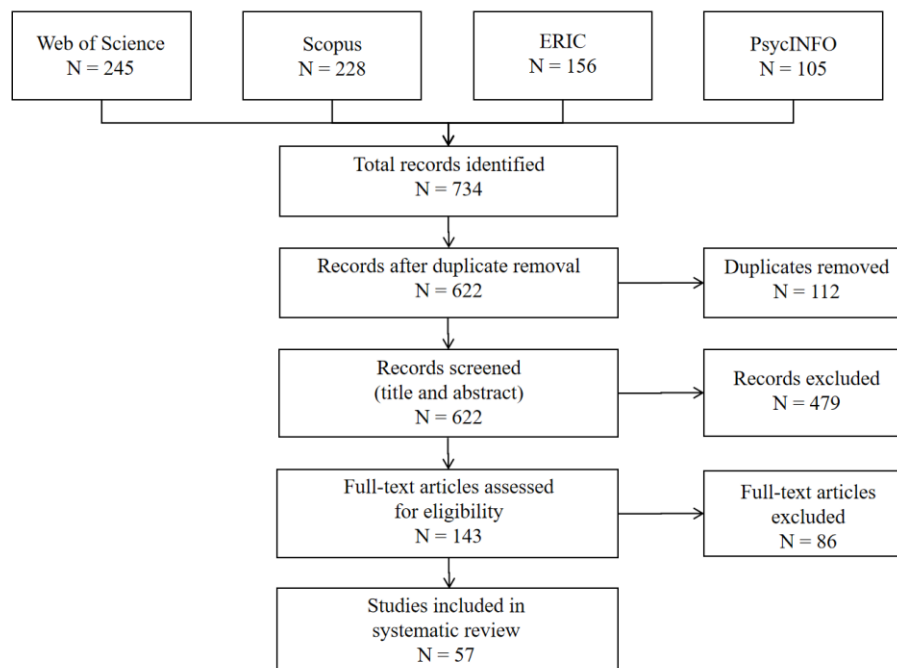 Web of Science
N = 245
Scopus
N = 228
ERIC
N = 156
PsycINFO
N = 105
Total records identified
N = 734
Records after duplicate removal
N = 622
Duplicates removed
N = 112
Records screened
(title and abstract)
N = 622
Records excluded
N = 479
Full-text articles assessed
for eligibility
N = 143
Full-text articles
excluded
N = 86
Studies included in
systematic review
N = 57